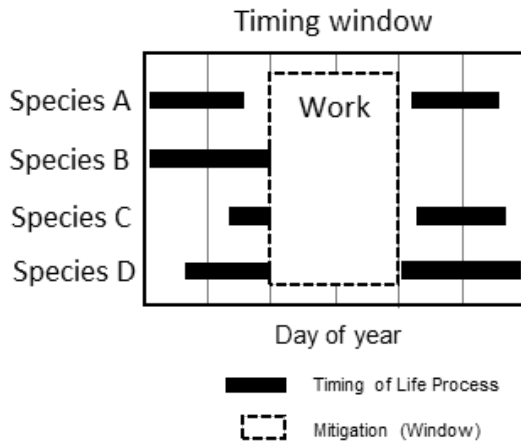 Timing window
Species A
Work
Species B
Species C
Species D
Day of year
Timing of Life Process
Mitigation (Window)